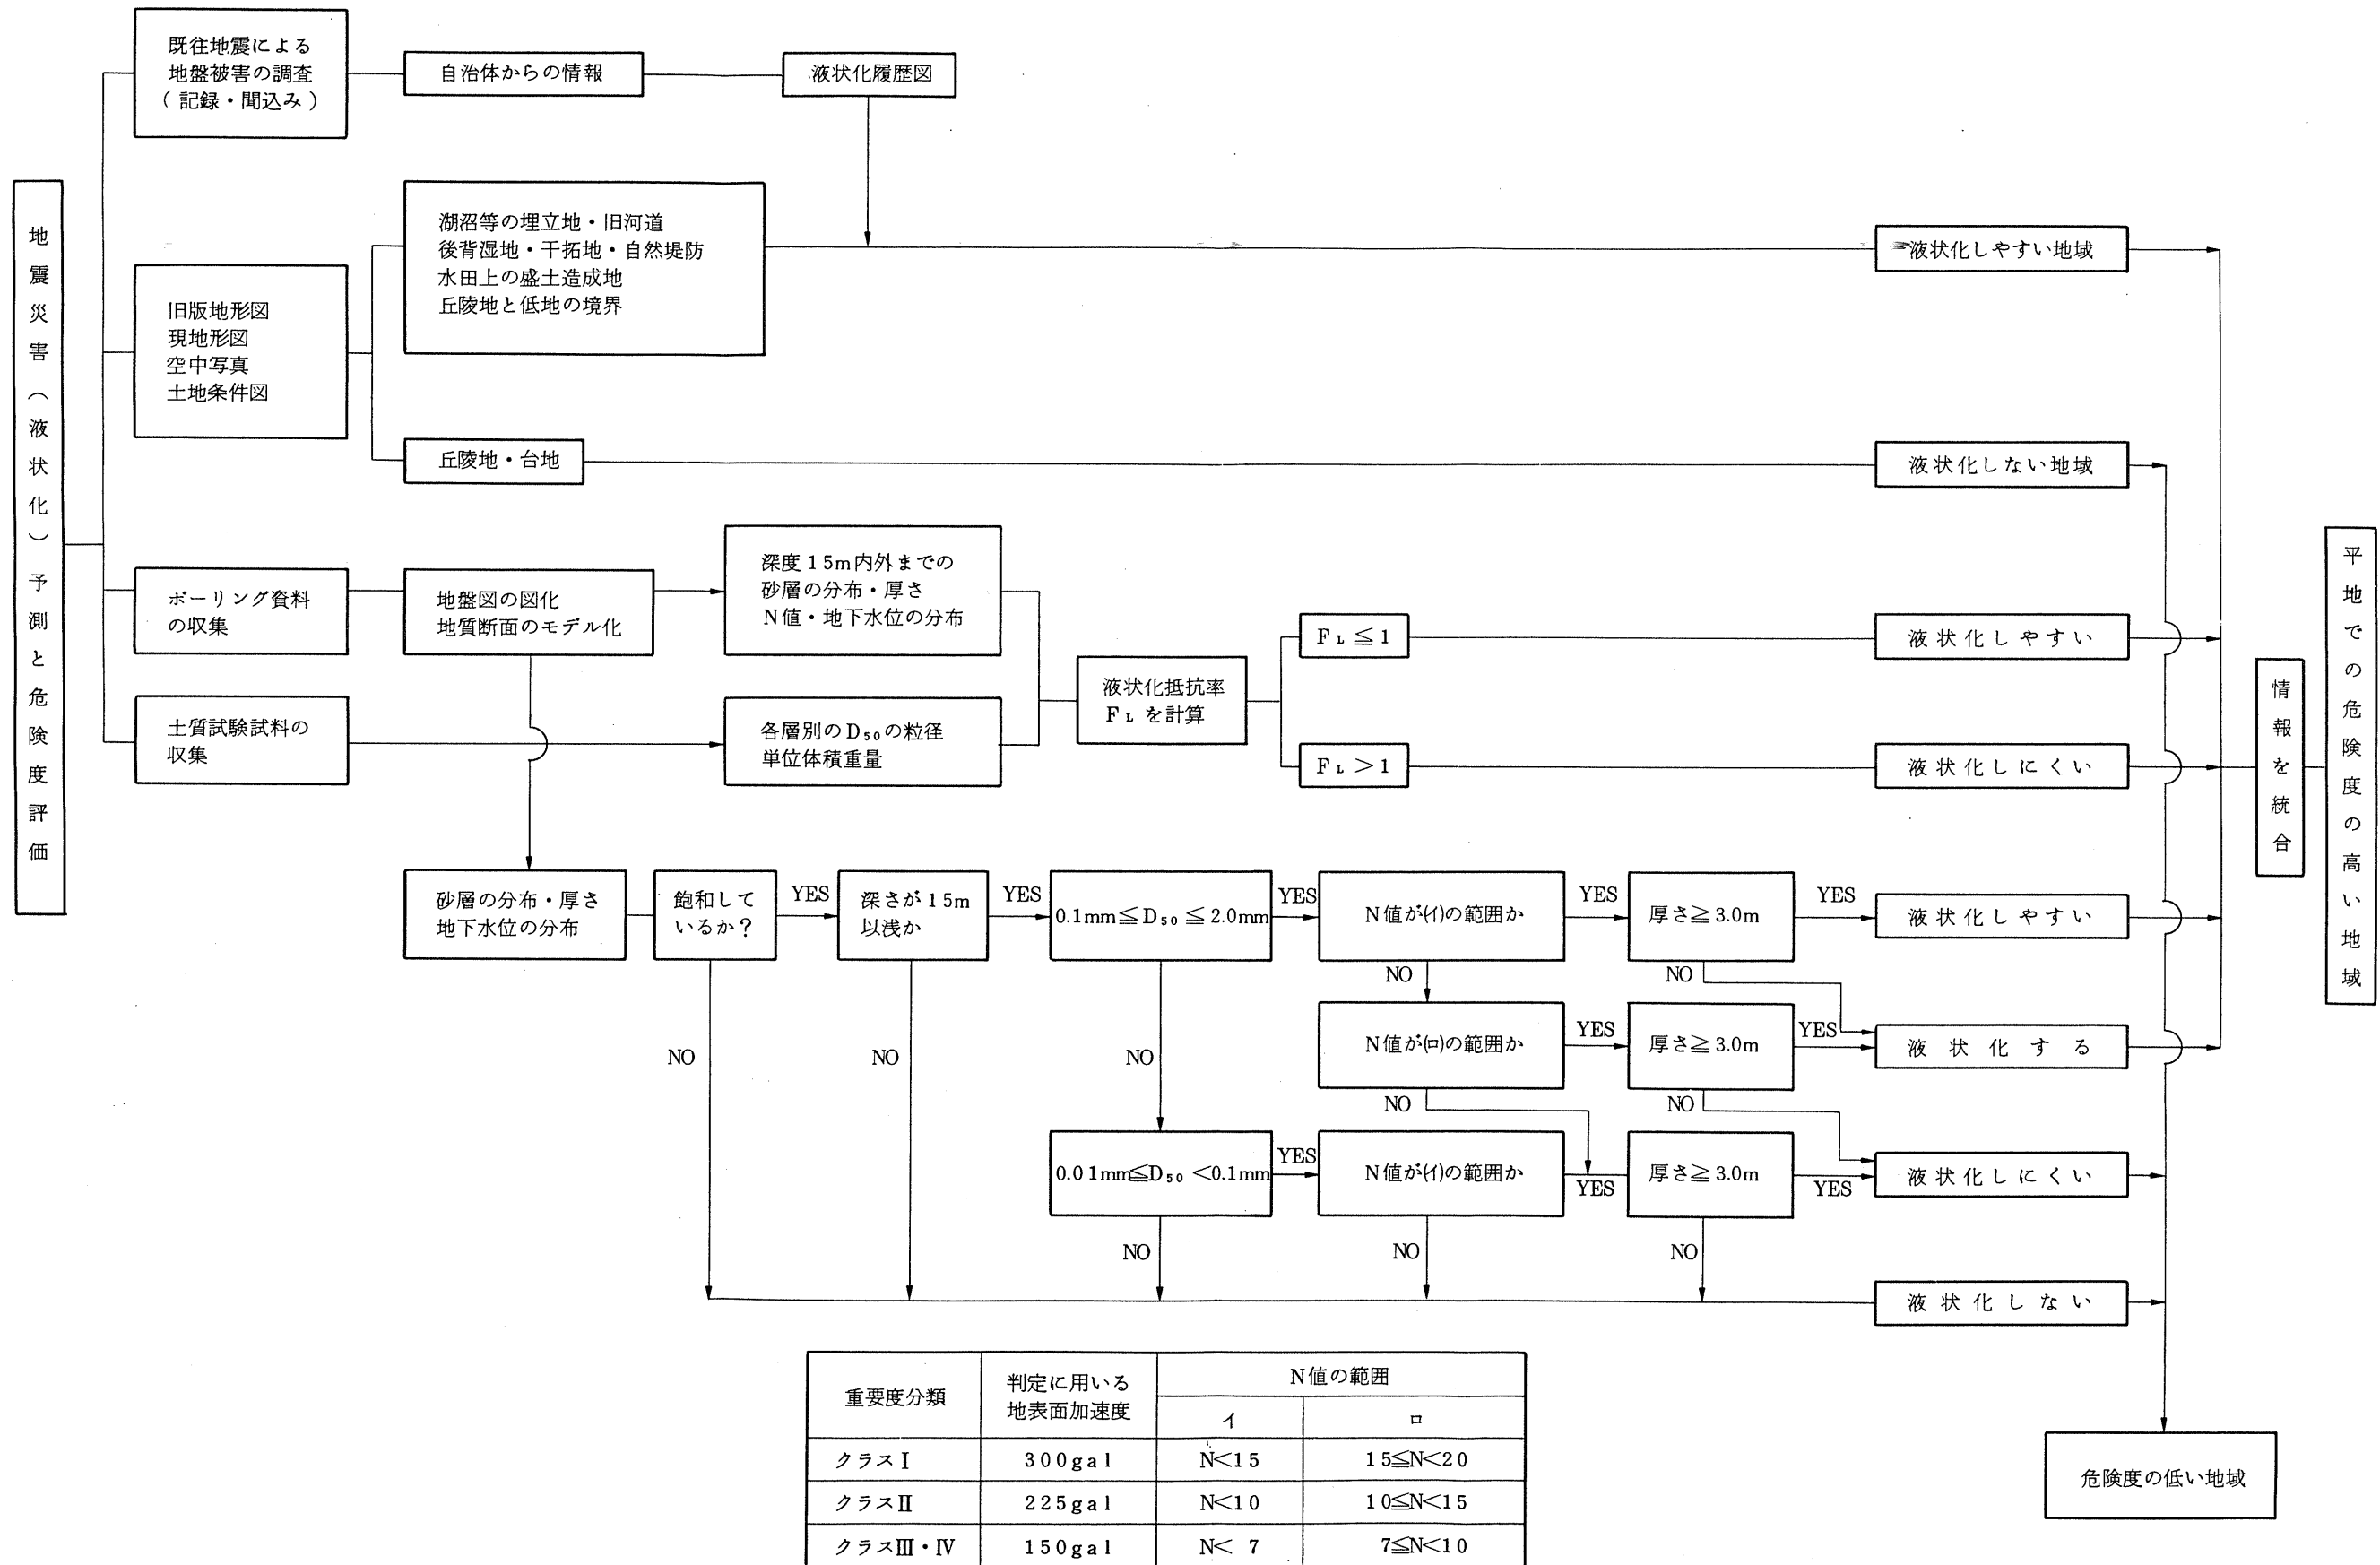 地震災害（液状化）予測と危険度評価
既往地震による
地盤被害の調査
（記録・聞込み）
自治体からの情報
液状化履歴図
旧版地形図
現地形図
空中写真
土地条件図
湖沼等の埋立地・旧河道
後背湿地・干拓地・自然堤防
水田上の盛土造成地
丘陵地と低地の境界
液状化しやすい地域
丘陵地・台地
液状化しない地域
ボーリング資料
の収集
地盤図の図化
地質断面のモデル化
深度15m内外までの
砂層の分布・厚さ
N値・地下水位の分布
土質試験試料の
収集
各層別のD₅₀の粒径
単位体積重量
液状化抵抗率
FLを計算
FL≦1
液状化しやすい
FL>1
液状化しにくい
砂層の分布・厚さ
地下水位の分布
飽和して
いるか？
YES
深さが15m
以浅か
YES
0.1mm≦D₅₀≦2.0mm
YES
N値が(イ)の範囲か
YES
厚さ≧3.0m
YES
液状化しやすい
NO
NO
NO
NO
NO
N値が(ロ)の範囲か
YES
厚さ≧3.0m
YES
液状化する
NO
NO
0.01mm≦D₅₀<0.1mm
YES
N値が(イ)の範囲か
YES
厚さ≧3.0m
YES
液状化しにくい
NO
NO
NO
液状化しない
情報を統合
平地での危険度の高い地域
危険度の低い地域
重要度分類
判定に用いる
地表面加速度
N値の範囲
イ
ロ
クラスⅠ 300gal N<15 15≦N<20
クラスⅡ 225gal N<10 10≦N<15
クラスⅢ・Ⅳ 150gal N<7 7≦N<10